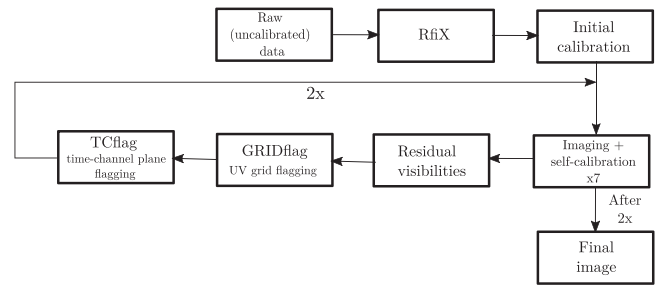 Raw
(uncalibrated)
data
RfiX
Initial
calibration
2x
TCflag
time-channel plane
flagging
GRIDflag
UV grid flagging
Residual
visibilities
Imaging +
self-calibration
x7
After
2x
Final
image